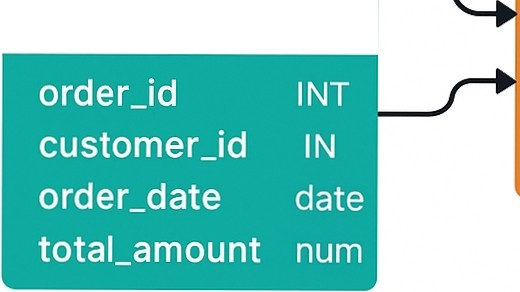 order_id INT
customer_id IN
order_date date
total_amount num